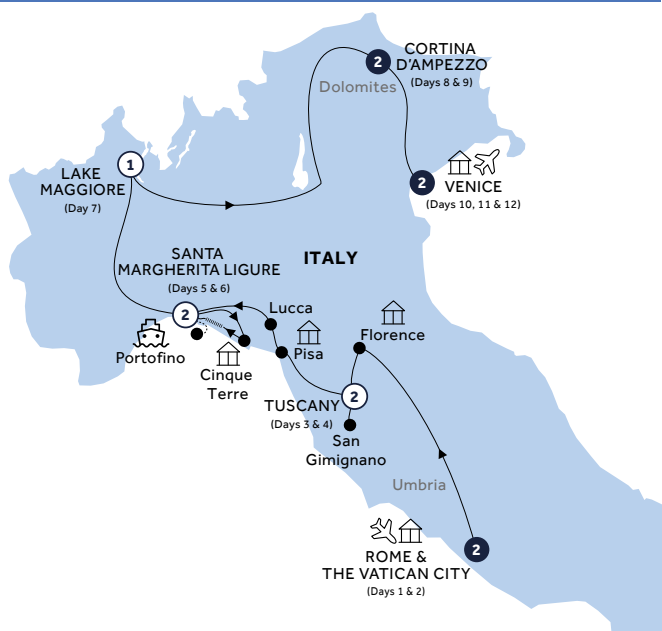 2
CORTINA
D'AMPEZZO
(Days 8 & 9)
Dolomites
1
LAKE
MAGGIORE
(Day 7)
2
VENICE
(Days 10, 11 & 12)
ITALY
SANTA
MARGHERITA LIGURE
(Days 5 & 6)
2
Portofino
Cinque
Terre
Lucca
Pisa
Florence
TUSCANY
(Days 3 & 4)
2
San
Gimignano
Umbria
2
ROME &
THE VATICAN CITY
(Days 1 & 2)